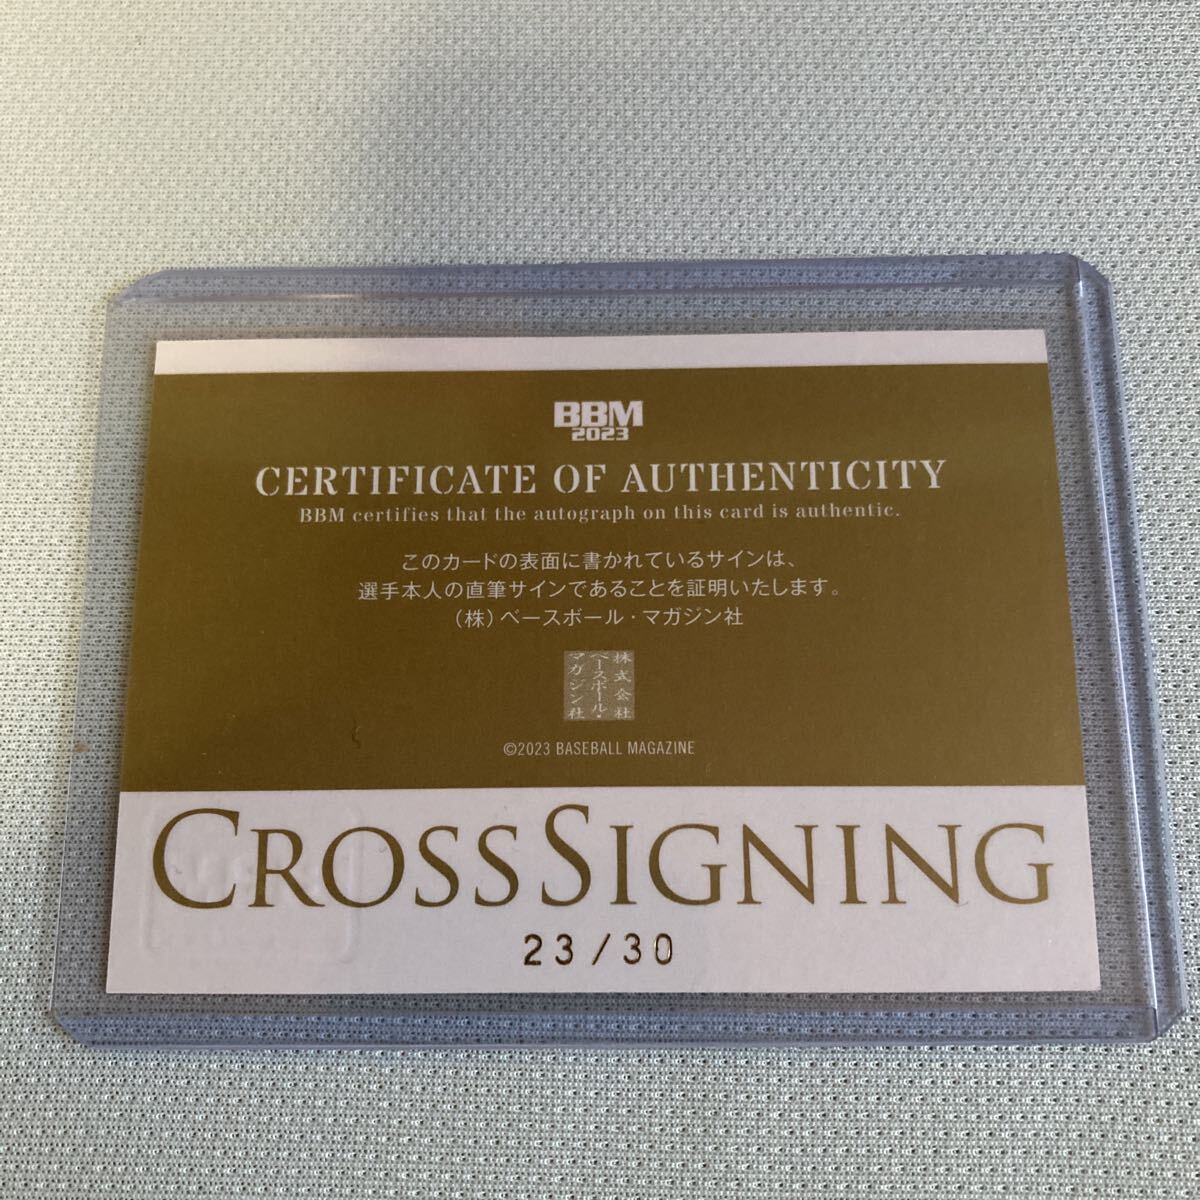 BBM
2023
CERTIFICATE OF AUTHENTICITY
BBM certifies that the autograph on this card is authentic.
このカードの表面に書かれているサインは、
選手本人の直筆サインであることを証明いたします。
（株）ベースボール・マガジン社
株式会社
ベースボール・
マガジン社
©2023 BASEBALL MAGAZINE
CROSSSIGNING
23/30